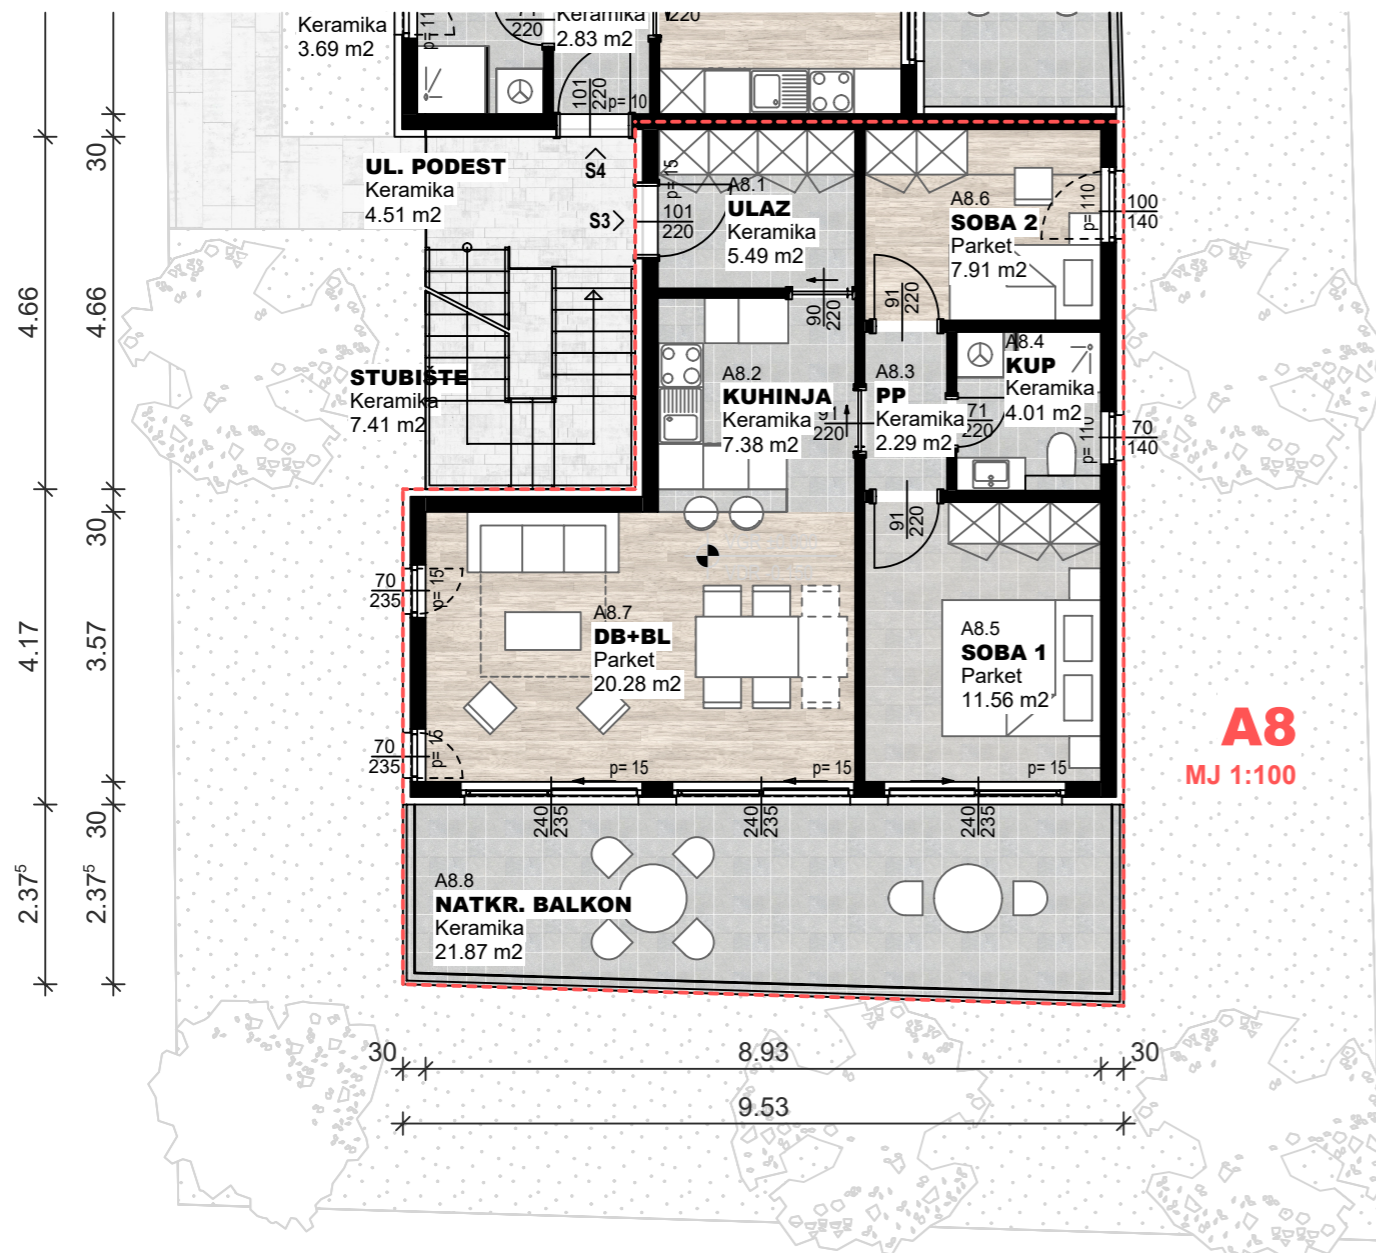 Keramika
3.69 m2
p= 11
71
220
Keramika
2.83 m2
220
101
220
p= 10
UL. PODEST
Keramika
4.51 m2
S4
S3
101
220
p= 15
A8.1
ULAZ
Keramika
5.49 m2
90
220
A8.6
SOBA 2
Parket
7.91 m2
p= 110
100
140
91
220
STUBIŠTE
Keramika
7.41 m2
A8.2
KUHINJA
Keramika
7.38 m2
91
220
A8.3
PP
Keramika
2.29 m2
71
220
A8.4
KUP
Keramika
4.01 m2
p= 110
70
140
91
220
70
235
p= 15
A8.7
DB+BL
Parket
20.28 m2
A8.5
SOBA 1
Parket
11.56 m2
70
235
p= 15
p= 15
p= 15
p= 15
240
235
240
235
240
235
A8
MJ 1:100
A8.8
NATKR. BALKON
Keramika
21.87 m2
30
4.66
4.66
30
4.17
3.57
30
2.37⁵
2.37⁵
30
8.93
30
9.53